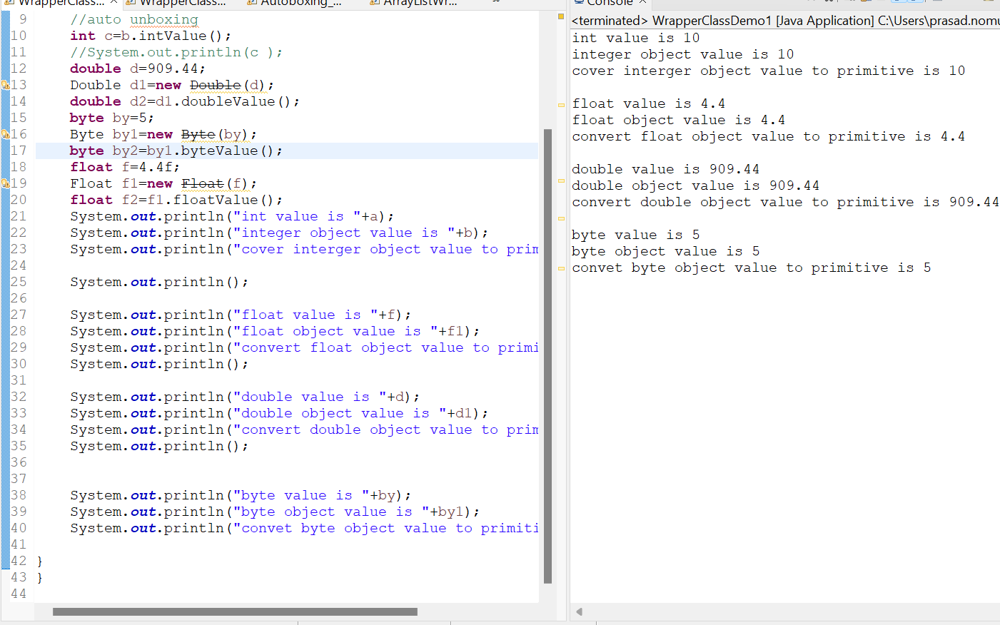 WrapperClass...
WrapperClass...
Autoboxing_...
ArrayListWr...
9 //auto unboxing
10 int c=b.intValue();
11 //System.out.println(c );
12 double d=909.44;
13 Double d1=new Double(d);
14 double d2=d1.doubleValue();
15 byte by=5;
16 Byte by1=new Byte(by);
17 byte by2=by1.byteValue();
18 float f=4.4f;
19 Float f1=new Float(f);
20 float f2=f1.floatValue();
21 System.out.println("int value is "+a);
22 System.out.println("integer object value is "+b);
23 System.out.println("cover interger object value to prim
24
25 System.out.println();
26
27 System.out.println("float value is "+f);
28 System.out.println("float object value is "+f1);
29 System.out.println("convert float object value to primi
30 System.out.println();
31
32 System.out.println("double value is "+d);
33 System.out.println("double object value is "+d1);
34 System.out.println("convert double object value to prim
35 System.out.println();
36
37
38 System.out.println("byte value is "+by);
39 System.out.println("byte object value is "+by1);
40 System.out.println("convet byte object value to primiti
41
42 }
43 }
44
Console
<terminated> WrapperClassDemo1 [Java Application] C:\Users\prasad.nomu
int value is 10
integer object value is 10
cover interger object value to primitive is 10
float value is 4.4
float object value is 4.4
convert float object value to primitive is 4.4
double value is 909.44
double object value is 909.44
convert double object value to primitive is 909.44
byte value is 5
byte object value is 5
convet byte object value to primitive is 5